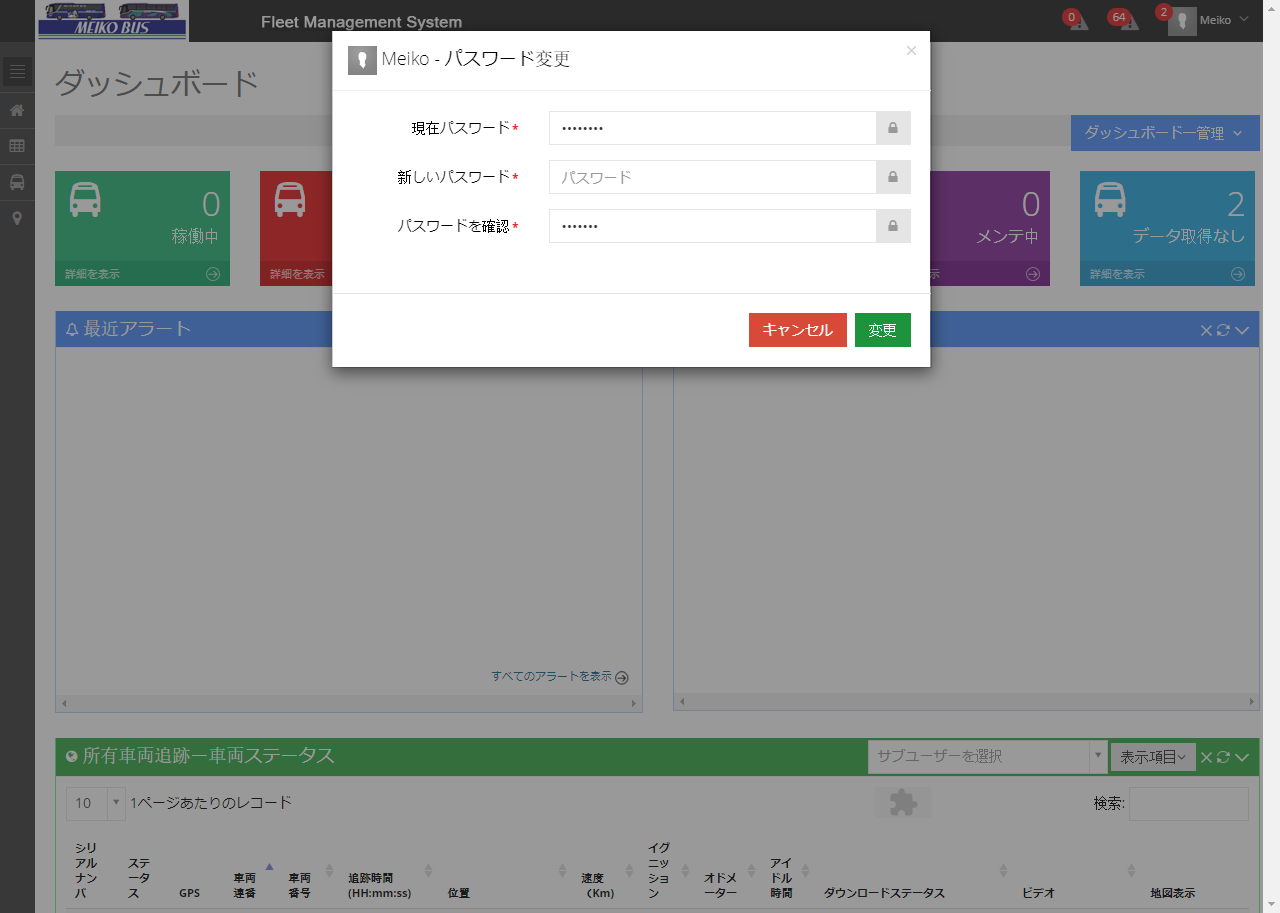 MEIKO BUS
Fleet Management System
0
64
2
Meiko
Meiko - パスワード変更
×
ダッシュボード
現在パスワード*
••••••••
ダッシュボードー管理
新しいパスワード*
パスワード
パスワードを確認*
•••••••
0
稼働中
詳細を表示
詳細を表示
0
メンテ中
示
2
データ取得なし
詳細を表示
キャンセル
変更
最近アラート
すべてのアラートを表示
所有車両追跡ー車両ステータス
サブユーザーを選択
表示項目
10
1ページあたりのレコード
検索:
シリ
アル
ナン
バ
ステ
ータ
ス
GPS
車両
連番
車両
番号
追跡時間
(HH:mm:ss)
位置
速度
（Km）
イグ
ニッ
ショ
ン
オドメ
ーター
アイ
ドル
時間
ダウンロードステータス
ビデオ
地図表示